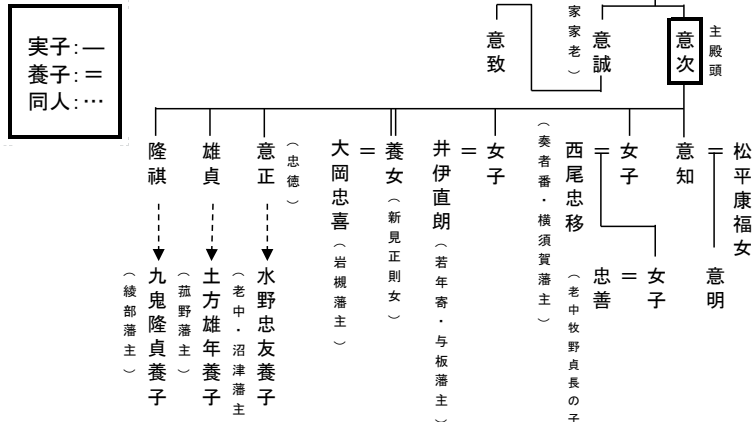 実子：―
養子：＝
同人：…
主殿頭
意次
意誠
家家老）
意致
松平康福女
＝
意知
意明
女子
＝
西尾忠移
（奏者番・横須賀藩主）
女子
＝
忠善
（老中牧野貞長の子
女子
＝
井伊直朗
（若年寄・与板藩主）
養女（新見正則女）
＝
大岡忠喜（岩槻藩主）
意正
（忠徳）
水野忠友養子
（老中・沼津藩主
雄貞
土方雄年養子
（菰野藩主）
隆祺
九鬼隆貞養子
（綾部藩主）